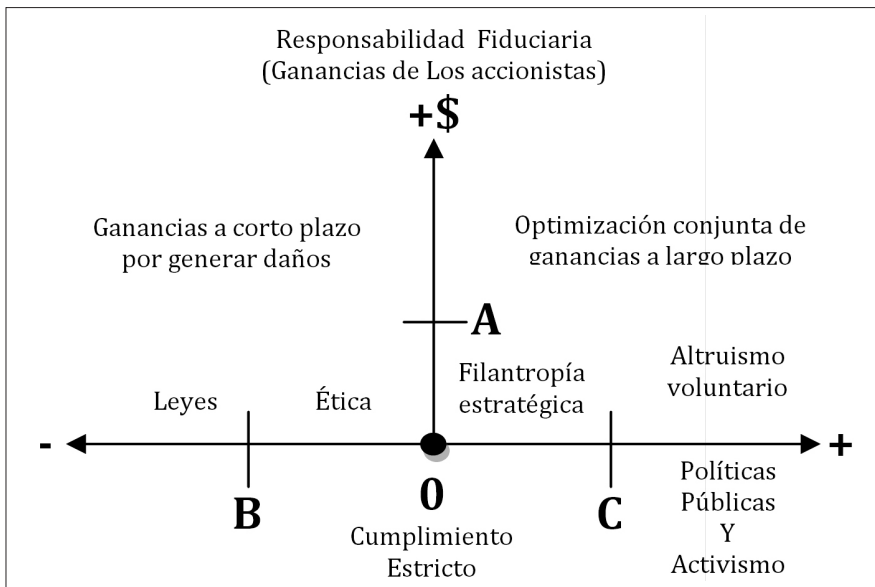 Responsabilidad Fiduciaria
(Ganancias de Los accionistas)
+$
Ganancias a corto plazo
por generar daños
Optimización conjunta de
ganancias a largo plazo
A
Leyes
Ética
Filantropía
estratégica
Altruismo
voluntario
-
+
B
0
C
Cumplimiento
Estricto
Políticas
Públicas
Y
Activismo